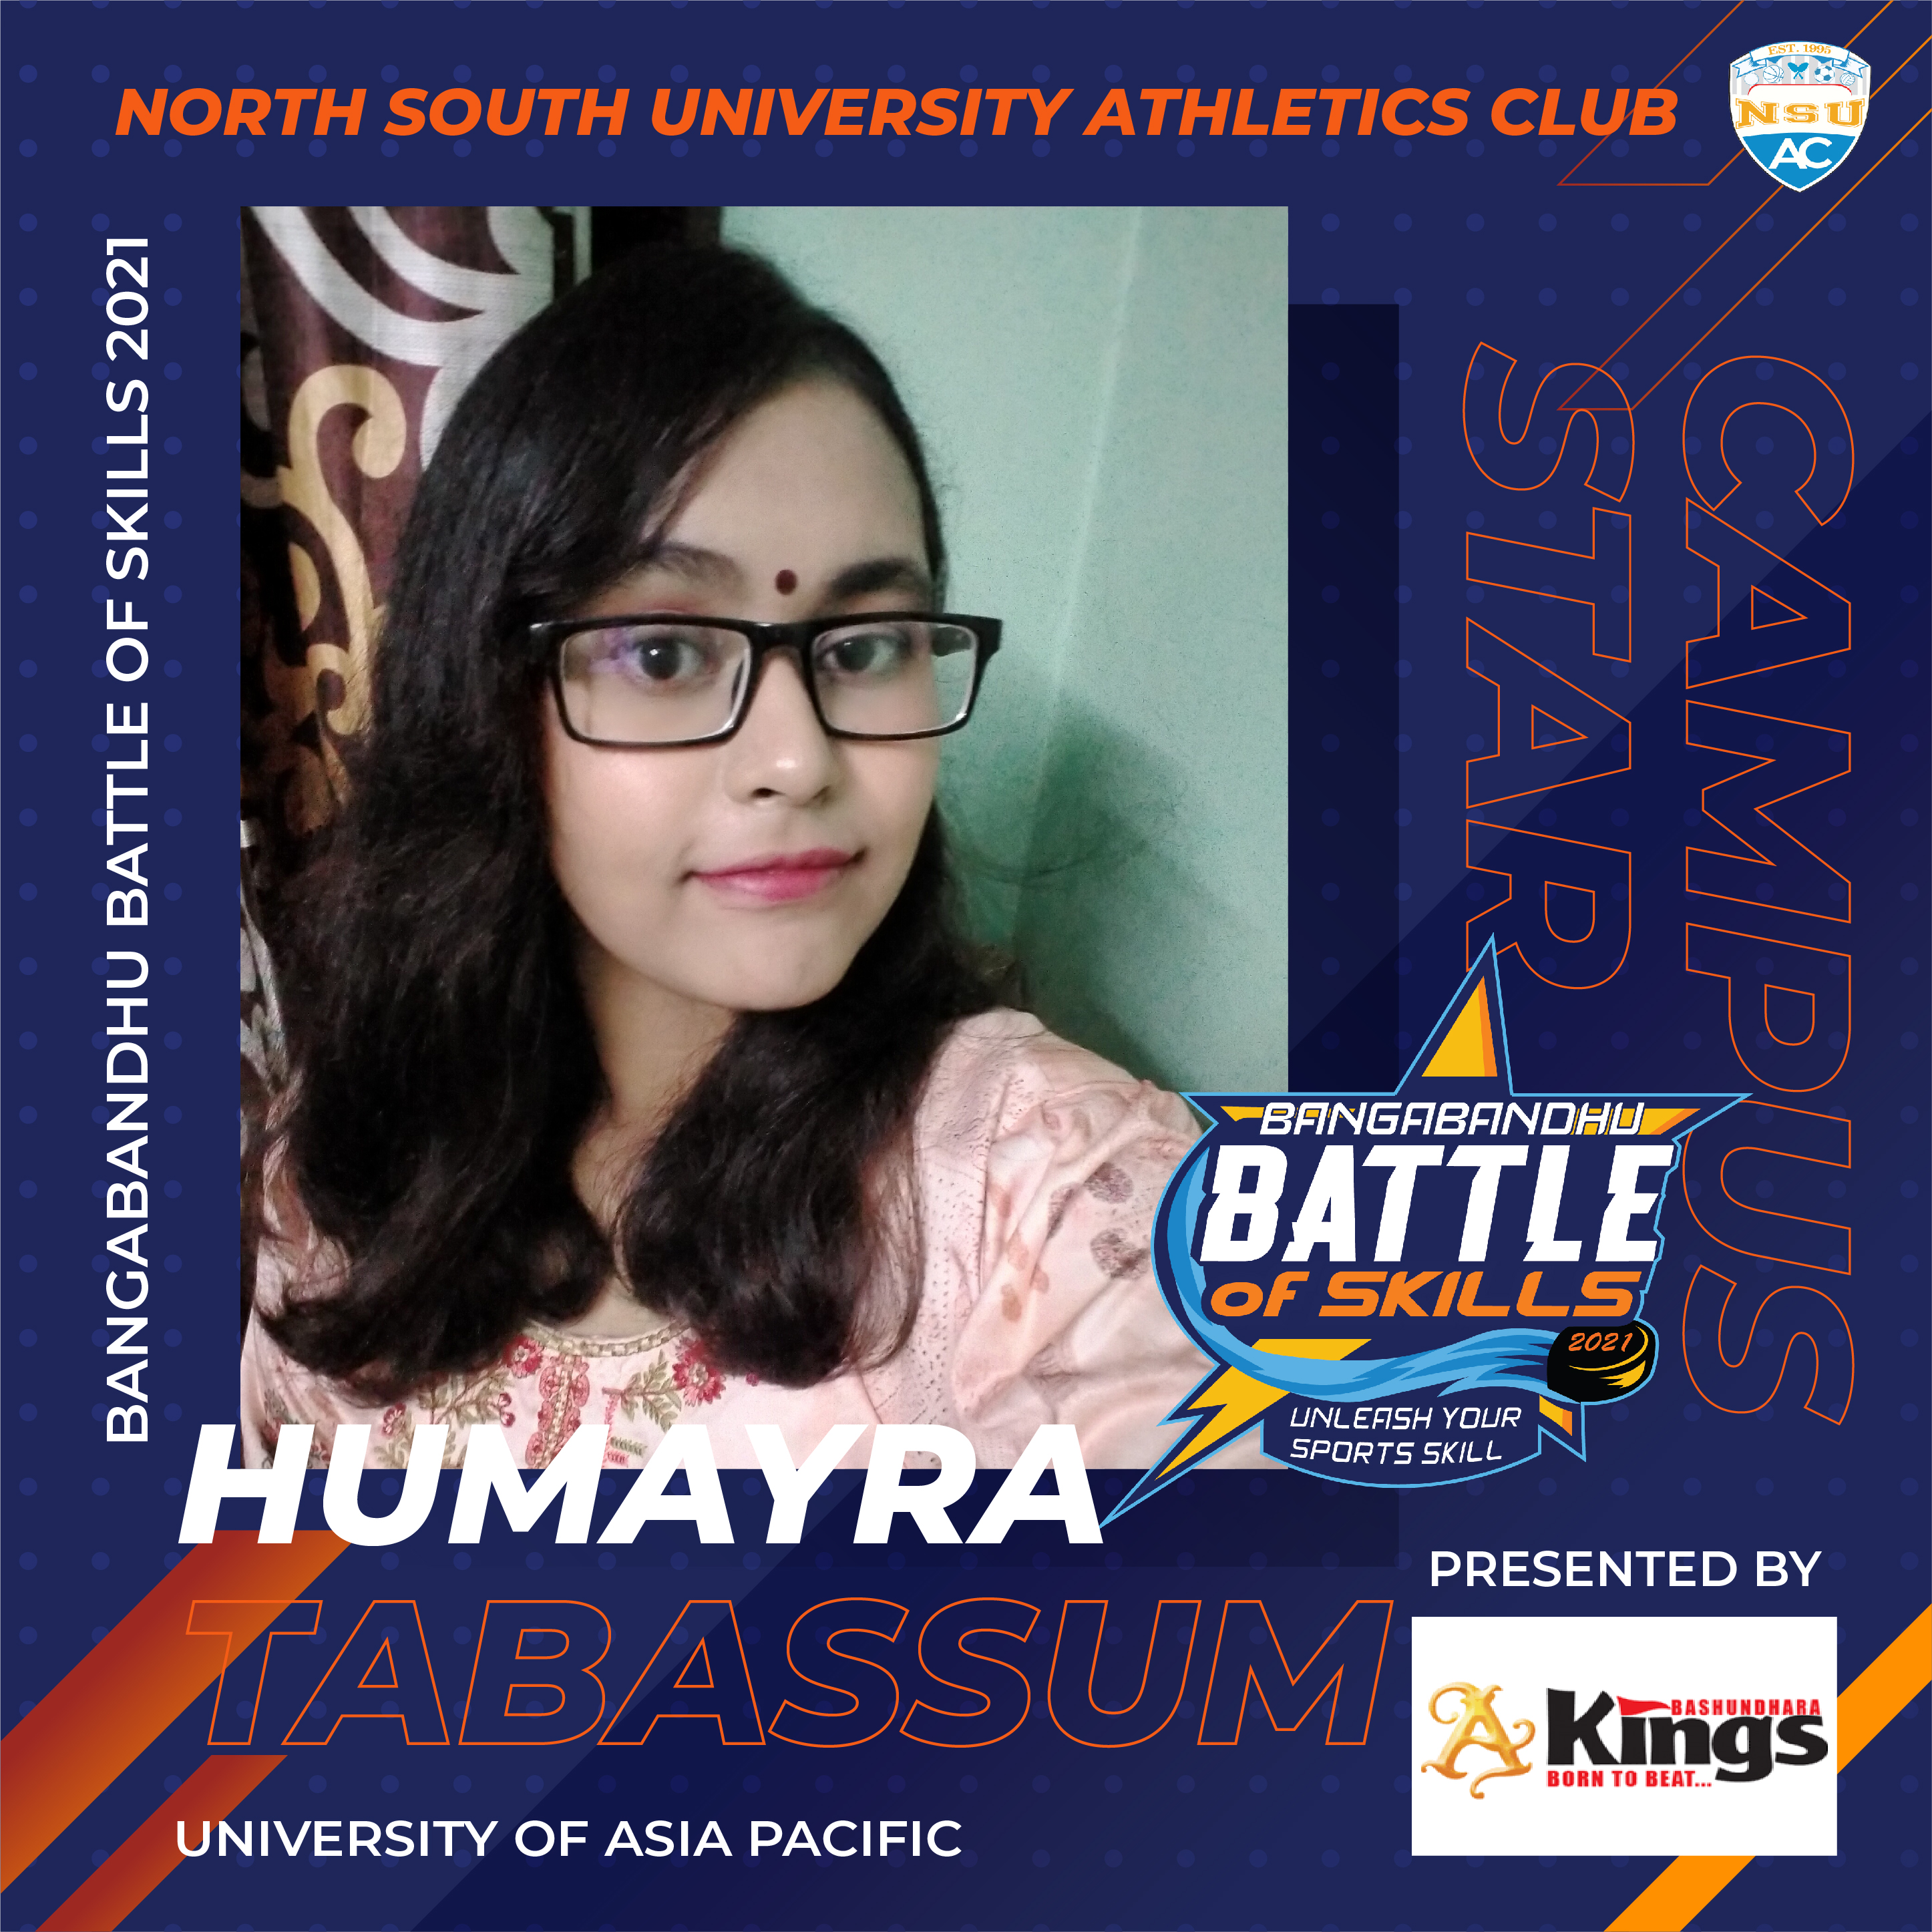 NORTH SOUTH UNIVERSITY ATHLETICS CLUB
EST. 1995
NSU
AC
BANGABANDHU BATTLE OF SKILLS 2021
CAMPUS
STAR
BANGABANDHU
BATTLE
OF SKILLS
2021
UNLEASH YOUR
SPORTS SKILL
HUMAYRA
TABASSUM
UNIVERSITY OF ASIA PACIFIC
PRESENTED BY
A
BASHUNDHARA
Kings
BORN TO BEAT...